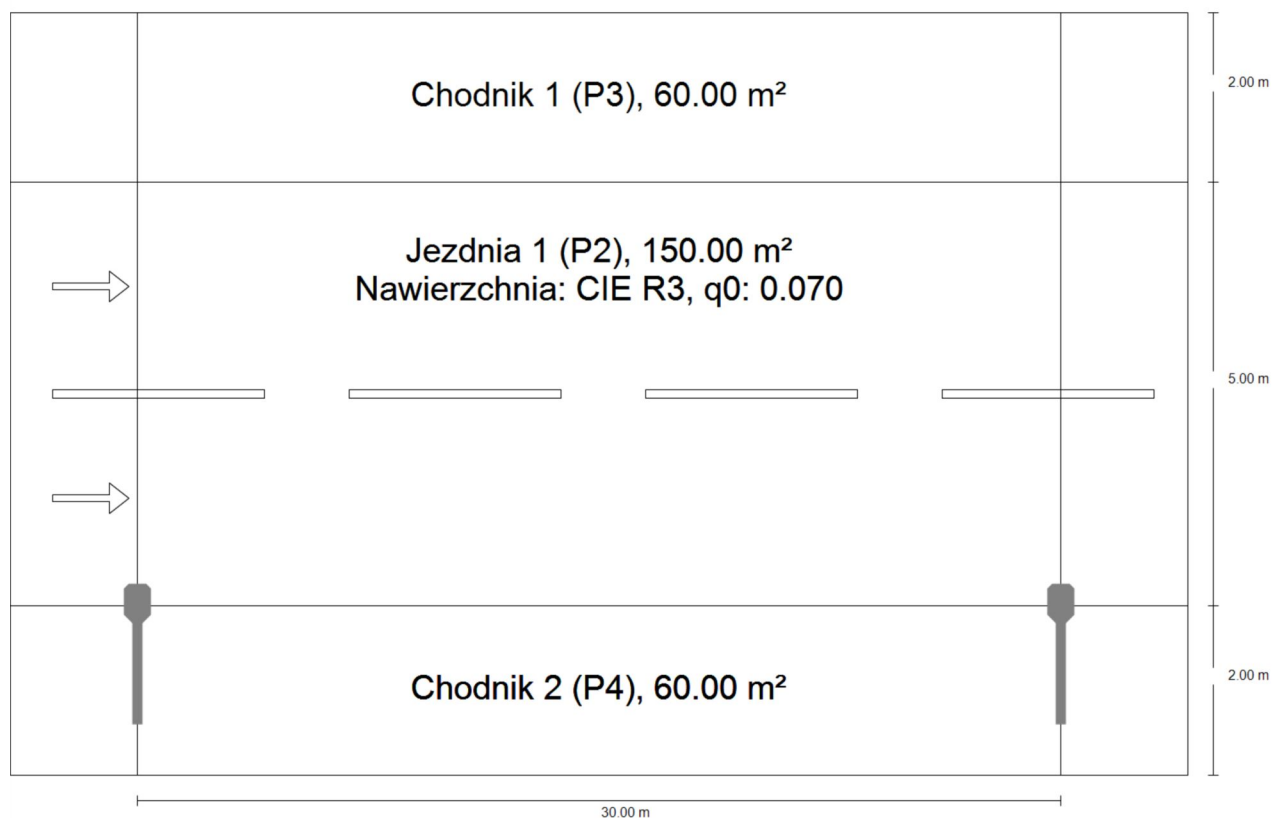 Chodnik 1 (P3), 60.00 m²
2.00 m
Jezdnia 1 (P2), 150.00 m²
Nawierzchnia: CIE R3, q0: 0.070
5.00 m
Chodnik 2 (P4), 60.00 m²
2.00 m
30.00 m